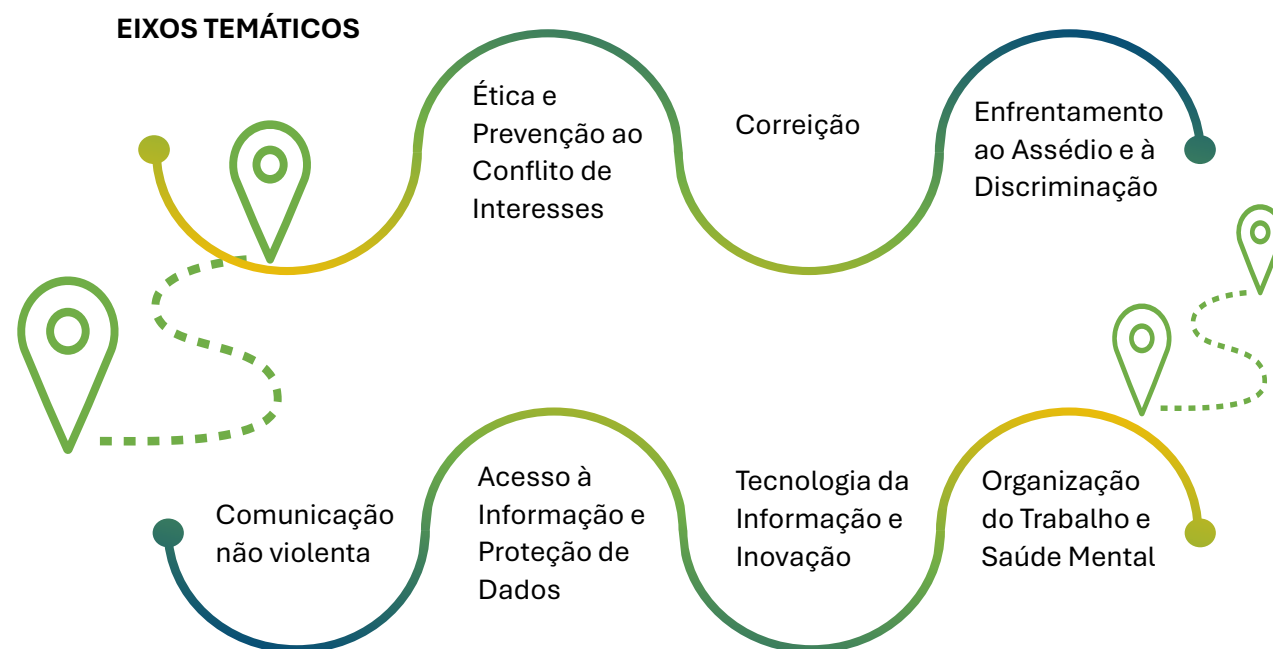 EIXOS TEMÁTICOS
Ética e
Prevenção ao
Conflito de
Interesses
Correição
Enfrentamento
ao Assédio e à
Discriminação
Comunicação
não violenta
Acesso à
Informação e
Proteção de
Dados
Tecnologia da
Informação e
Inovação
Organização
do Trabalho e
Saúde Mental